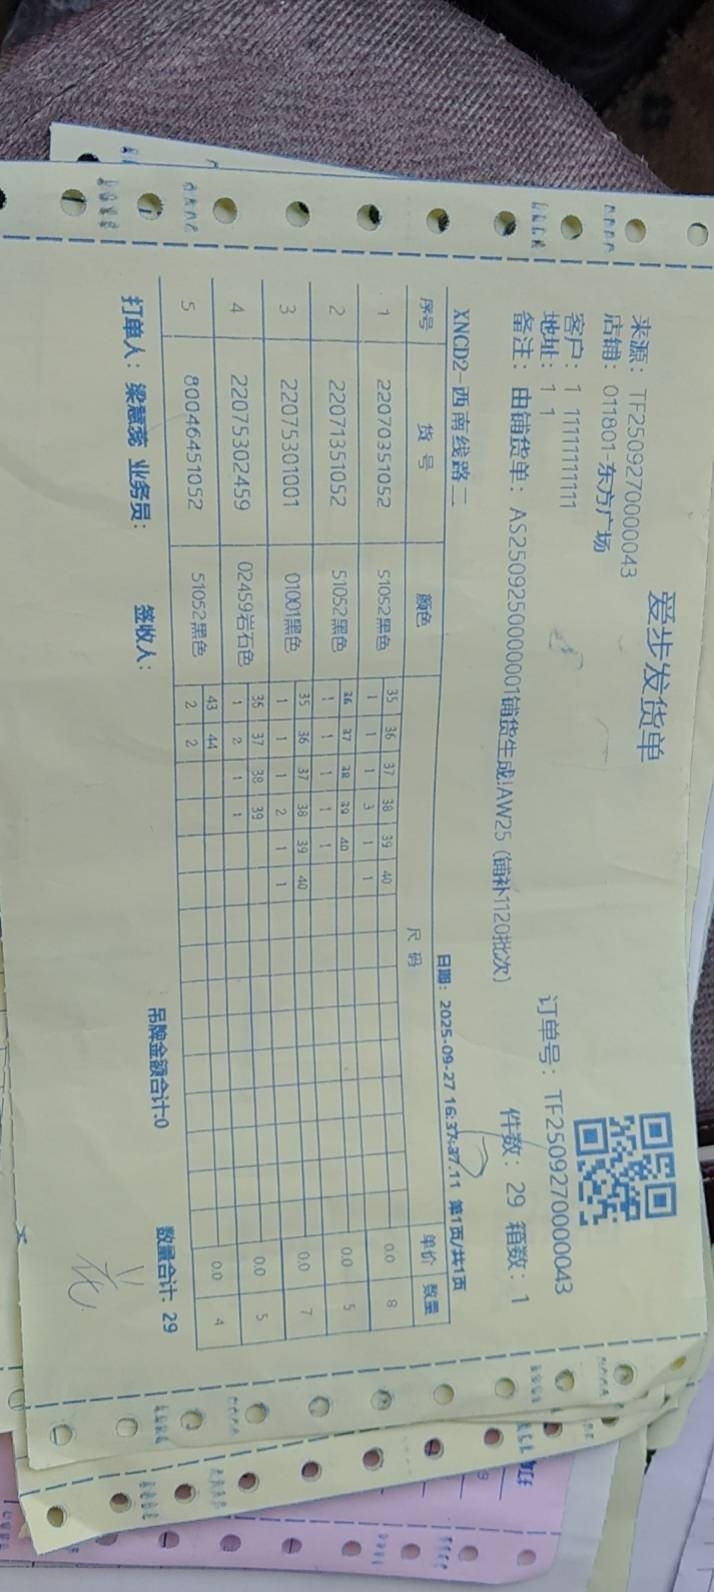 爱步发货单
来源：TF2509270000043
店铺：011801-东方广场
客户：1 11111111111
地址：1 1
订单号：TF2509270000043
备注：由铺货单：AS2509250000001铺货生成!AW25（铺补1120批次）
件数：29 箱数：1
XNCD2-西南线路二 日期：2025-09-27 16:37:37.11 第1页/共1页
序号 货号 颜色 尺码 单价 数量
1 22070351052 51052黑色 35 36 37 38 39 40 0.0 8
1 1 1 3 1 1
2 22071351052 51052黑色 36 37 38 39 40 0.0 5
1 1 1 1 1
3 22075301001 01001黑色 35 36 37 38 39 40 0.0 7
1 1 1 2 1 1
4 22075302459 02459岩石色 36 37 38 39 0.0 5
1 2 1 1
5 80046451052 51052黑色 43 44 0.0 4
2 2
吊牌金额合计:0 数量合计：29
打单人：梁慧蕊 业务员： 签收人：